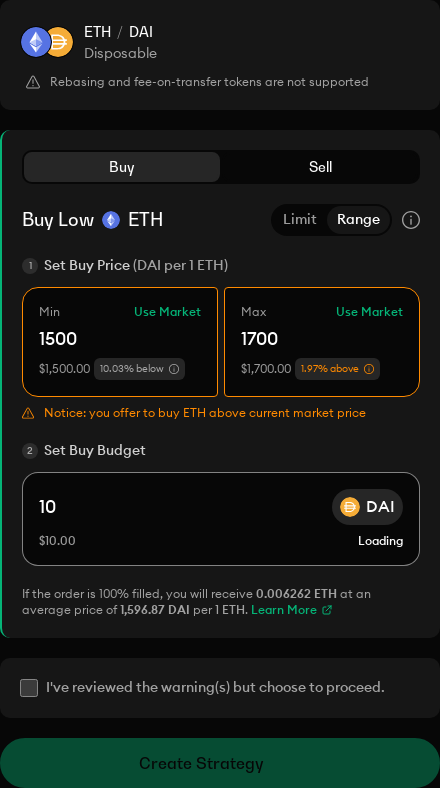 ETH / DAI
Disposable
Rebasing and fee-on-transfer tokens are not supported
Buy Sell
Buy Low ETH Limit Range
1 Set Buy Price (DAI per 1 ETH)
Min Use Market Max Use Market
1500 1700
$1,500.00 10.03% below $1,700.00 1.97% above
Notice: you offer to buy ETH above current market price
2 Set Buy Budget
10 DAI
$10.00 Loading
If the order is 100% filled, you will receive 0.006262 ETH at an
average price of 1,596.87 DAI per 1 ETH. Learn More
I've reviewed the warning(s) but choose to proceed.
Create Strategy